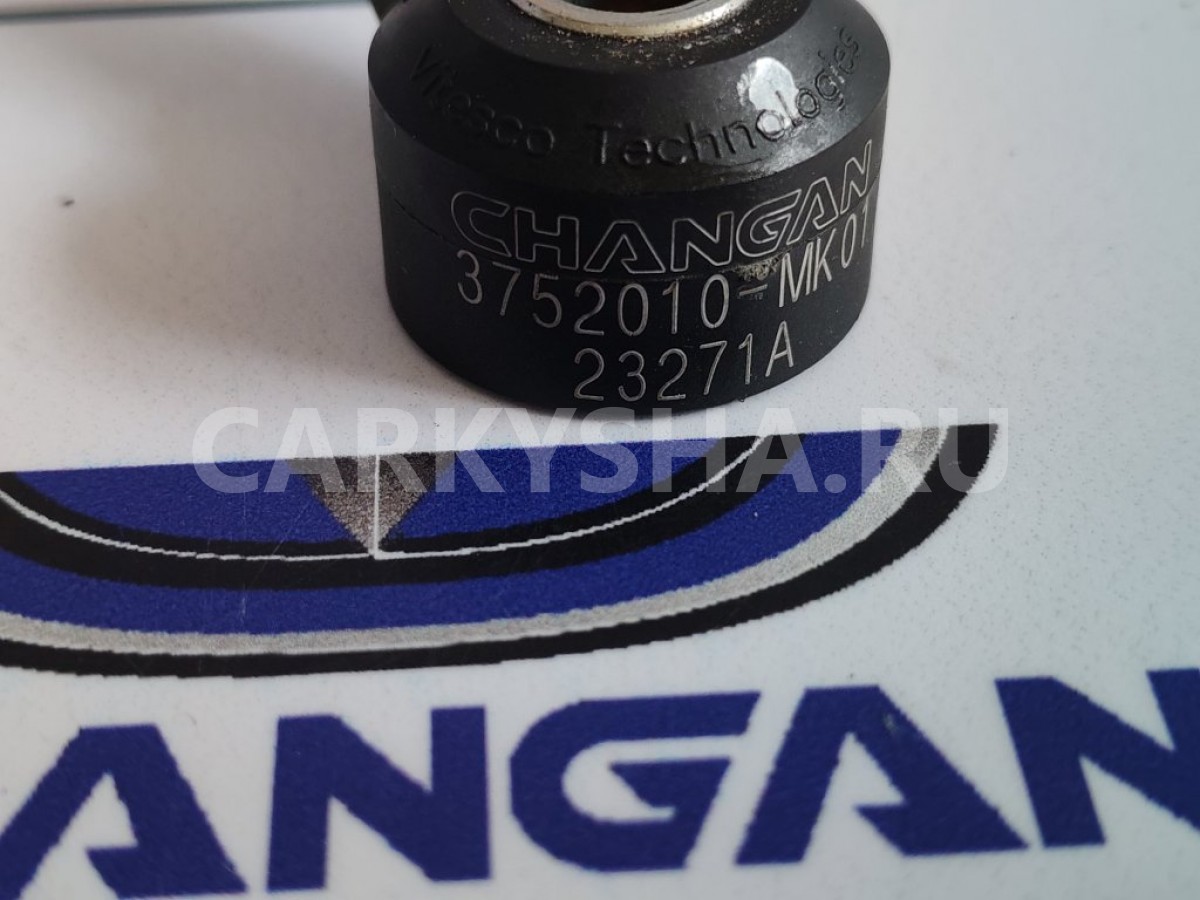 Vitesco Technologies
CHANGAN
3752010-MK01
23271A
CARKYSHA.RU
ANGAN